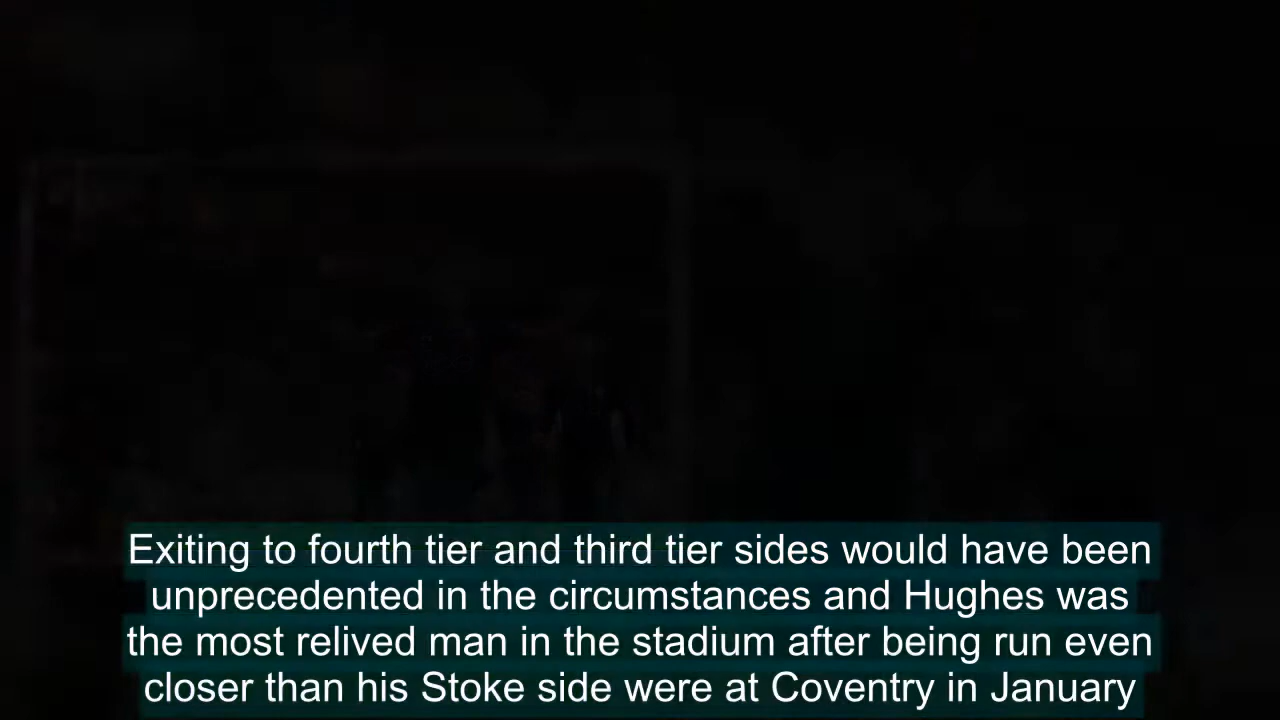 Exiting to fourth tier and third tier sides would have been
unprecedented in the circumstances and Hughes was
the most relived man in the stadium after being run even
closer than his Stoke side were at Coventry in January